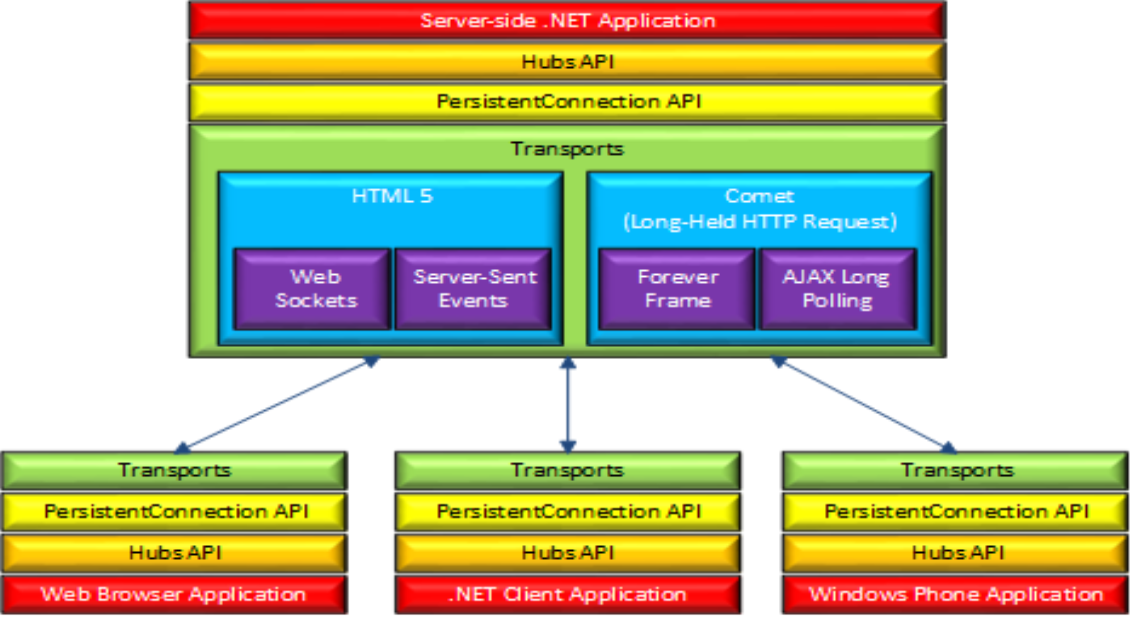 Server-side .NET Application
Hubs API
PersistentConnection API
Transports
HTML 5
Web
Sockets
Server-Sent
Events
Comet
(Long-Held HTTP Request)
Forever
Frame
AJAX Long
Polling
Transports
PersistentConnection API
Hubs API
Web Browser Application
Transports
PersistentConnection API
Hubs API
.NET Client Application
Transports
PersistentConnection API
Hubs API
Windows Phone Application